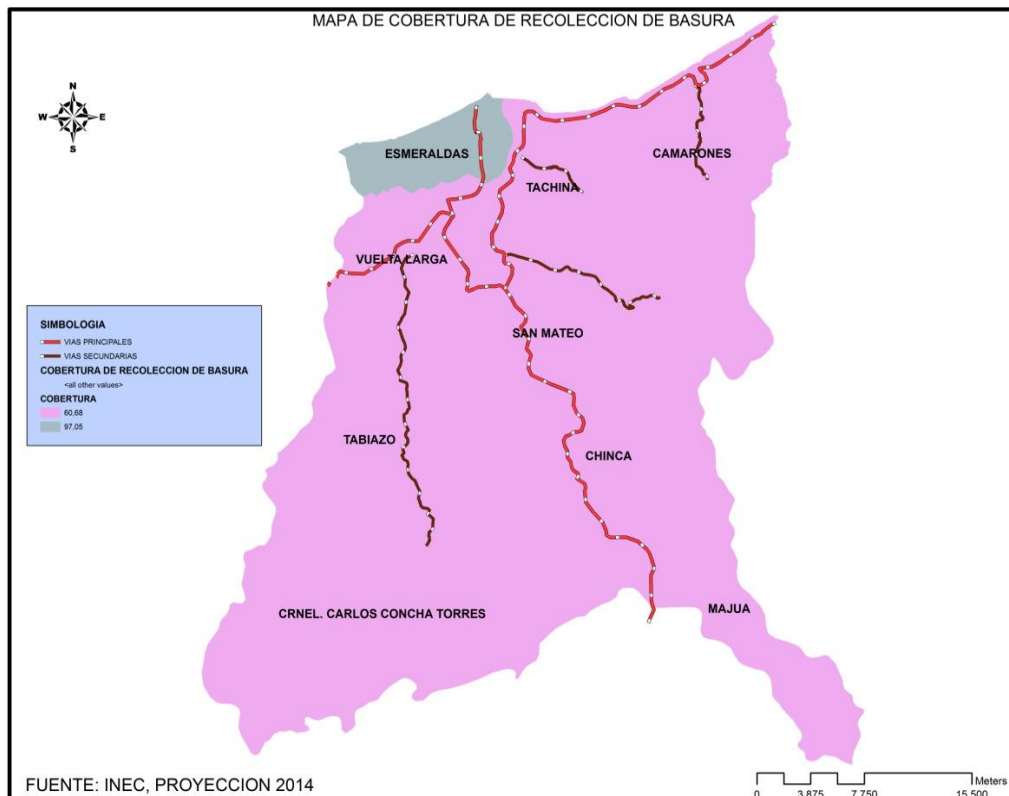 MAPA DE COBERTURA DE RECOLECCION DE BASURA
N
W E
S
ESMERALDAS
CAMARONES
TACHINA
VUELTA LARGA
SAN MATEO
SIMBOLOGIA
VIAS PRINCIPALES
VIAS SECUNDARIAS
COBERTURA DE RECOLECCION DE BASURA
<all other values>
COBERTURA
60,68
97,05
TABIAZO
CHINCA
CRNEL. CARLOS CONCHA TORRES
MAJUA
FUENTE: INEC, PROYECCION 2014
Meters
0 3.875 7.750 15.500